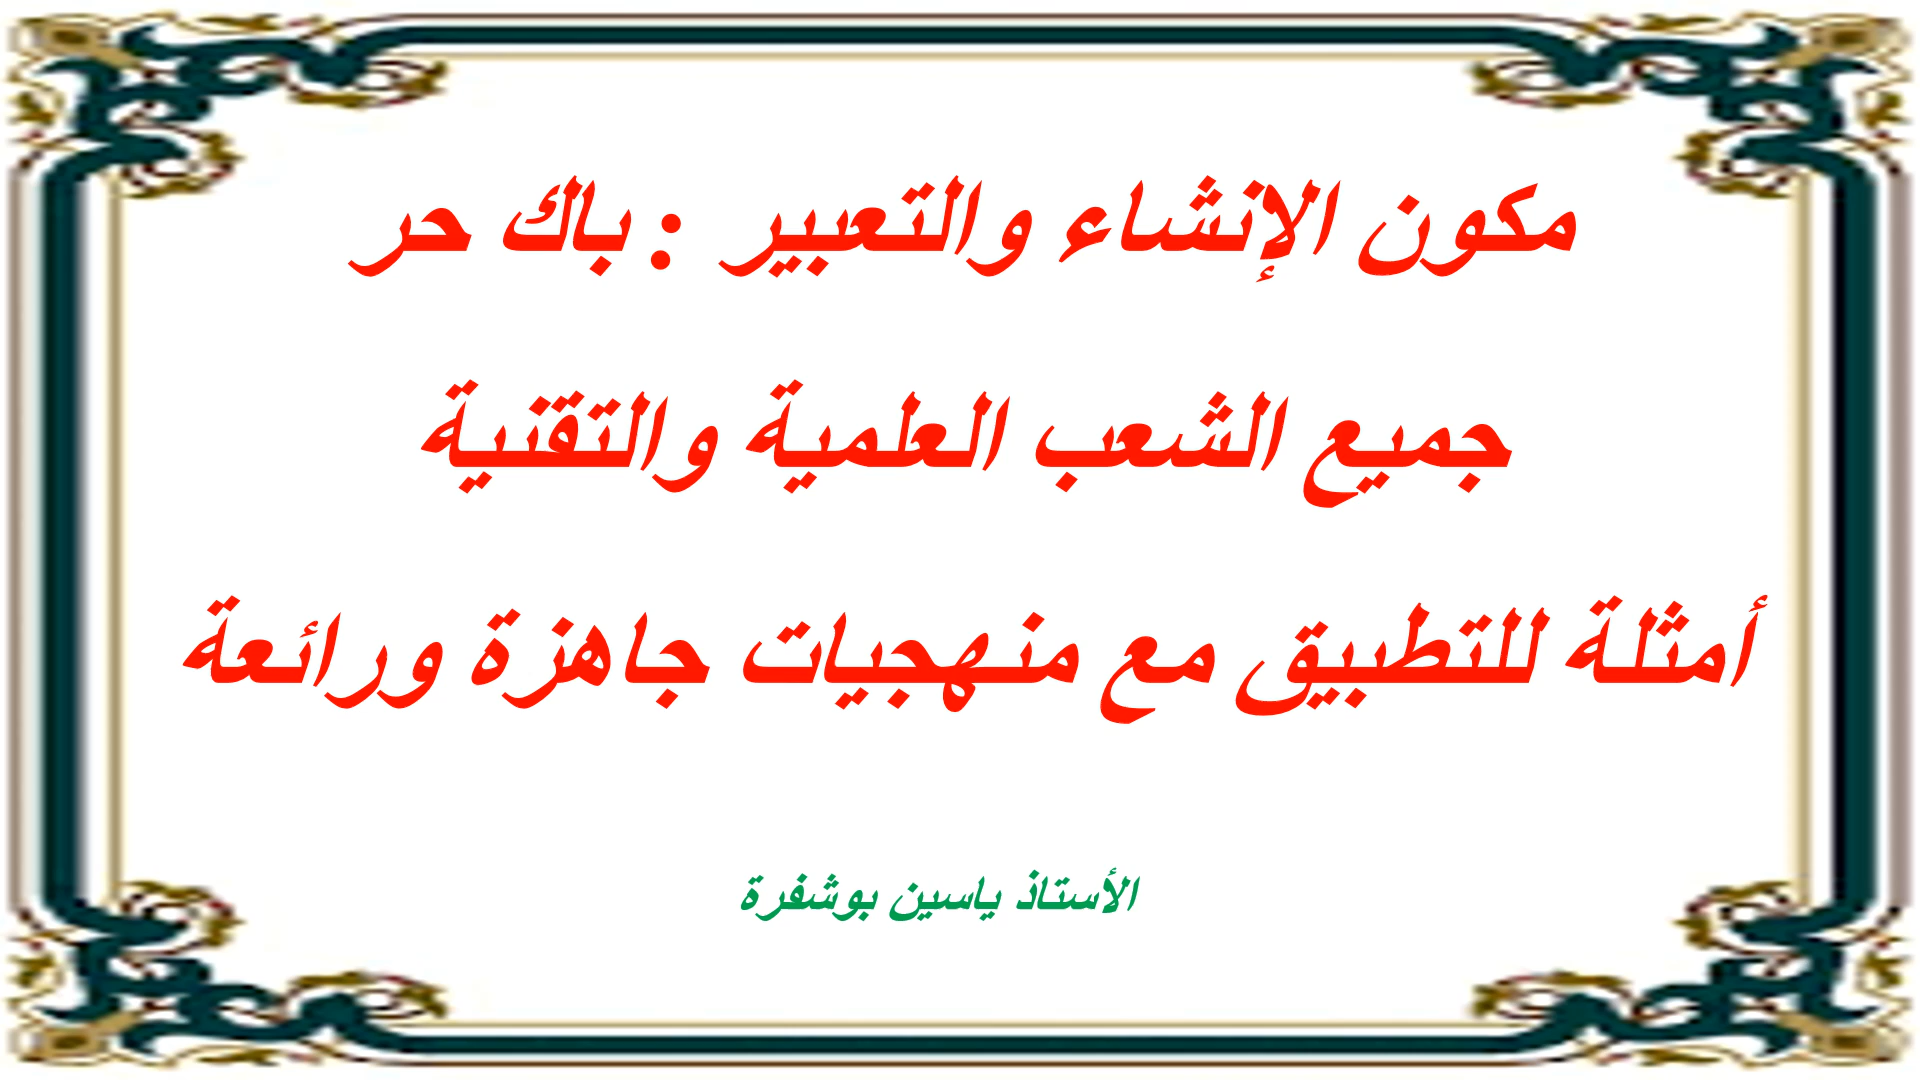 مكون الإنشاء والتعبير : باك حر
جميع الشعب العلمية والتقنية
أمثلة للتطبيق مع منهجيات جاهزة ورائعة
الأستاذ ياسين بوشفرة